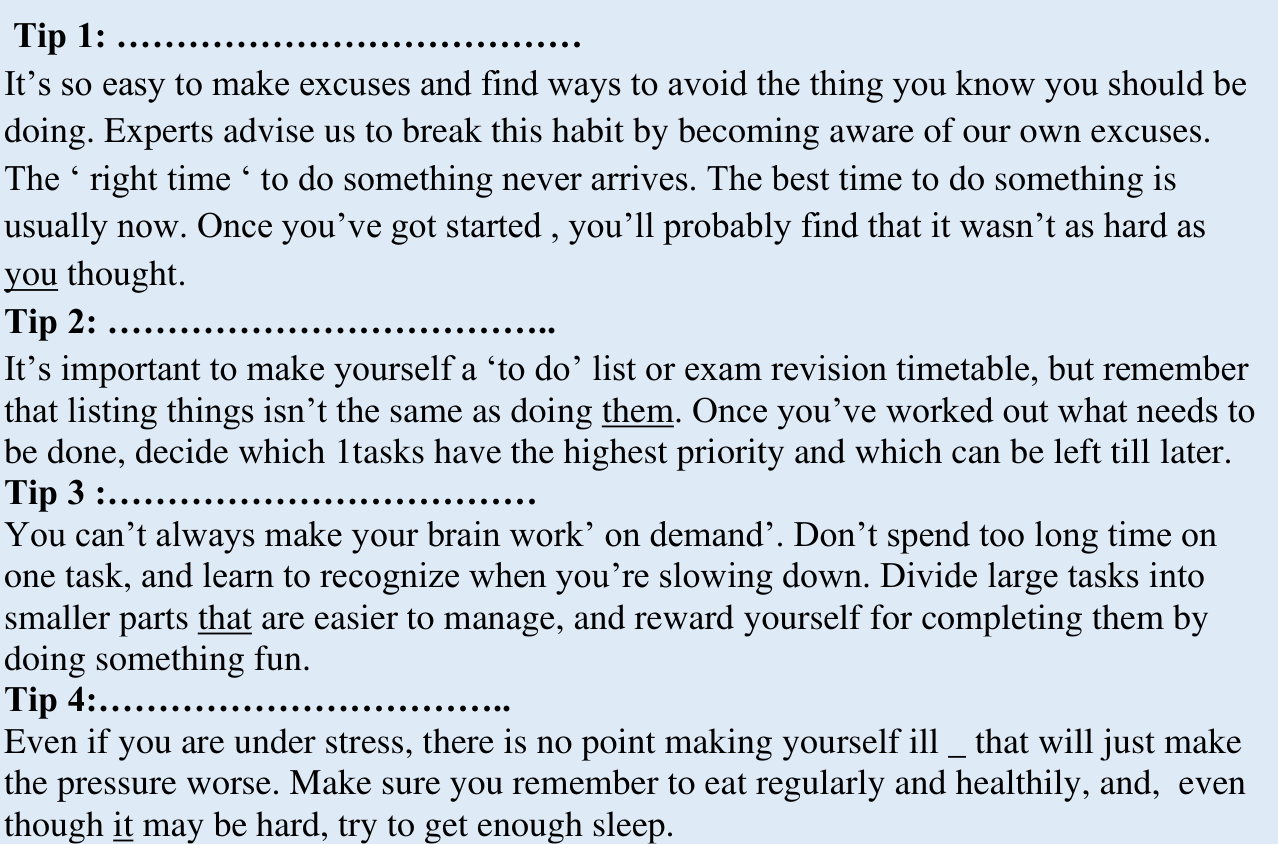 Tip 1: …………………………………
It’s so easy to make excuses and find ways to avoid the thing you know you should be
doing. Experts advise us to break this habit by becoming aware of our own excuses.
The ‘ right time ‘ to do something never arrives. The best time to do something is
usually now. Once you’ve got started , you’ll probably find that it wasn’t as hard as
you thought.
Tip 2: ………………………………..
It’s important to make yourself a ‘to do’ list or exam revision timetable, but remember
that listing things isn’t the same as doing them. Once you’ve worked out what needs to
be done, decide which 1tasks have the highest priority and which can be left till later.
Tip 3 :………………………………
You can’t always make your brain work’ on demand’. Don’t spend too long time on
one task, and learn to recognize when you’re slowing down. Divide large tasks into
smaller parts that are easier to manage, and reward yourself for completing them by
doing something fun.
Tip 4:……………………………..
Even if you are under stress, there is no point making yourself ill _ that will just make
the pressure worse. Make sure you remember to eat regularly and healthily, and,  even
though it may be hard, try to get enough sleep.